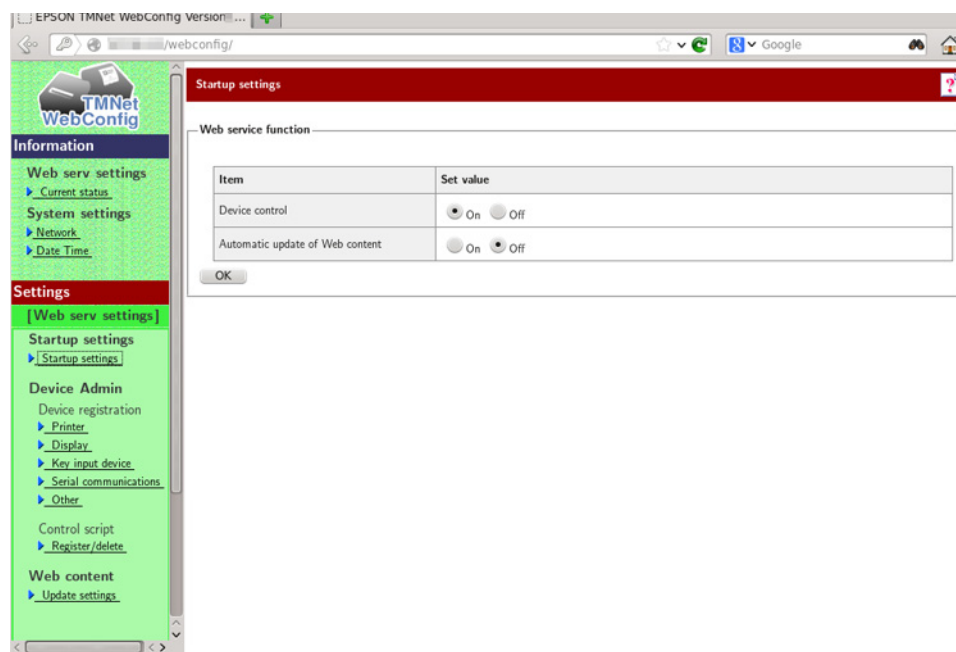 EPSON TMNet WebConfig Version ...
/webconfig/
Google
TMNet
WebConfig
Information
Web serv settings
Current status
System settings
Network
Date Time
Settings
[Web serv settings]
Startup settings
Startup settings
Device Admin
Device registration
Printer
Display
Key input device
Serial communications
Other
Control script
Register/delete
Web content
Update settings
Startup settings
?
Web service function
Item Set value
Device control On Off
Automatic update of Web content On Off
OK